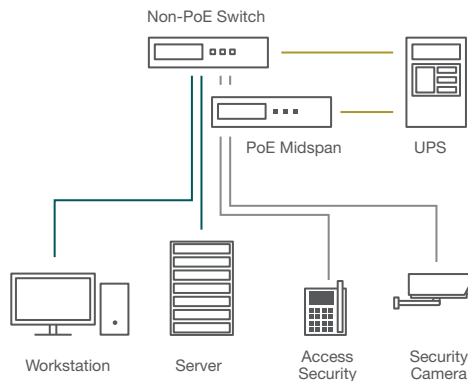 Non-PoE Switch
PoE Midspan
UPS
Workstation
Server
Access
Security
Security
Camera